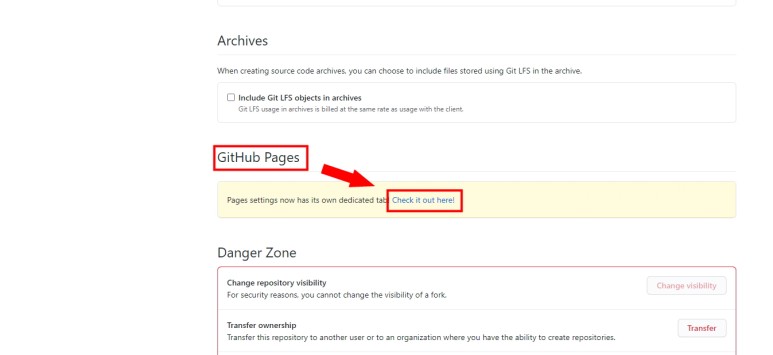 Archives
When creating source code archives, you can choose to include files stored using Git LFS in the archive.
Include Git LFS objects in archives
Git LFS usage in archives is billed at the same rate as usage with the client.
GitHub Pages
Pages settings now has its own dedicated tab! Check it out here!
Danger Zone
Change repository visibility
For security reasons, you cannot change the visibility of a fork.
Change visibility
Transfer ownership
Transfer this repository to another user or to an organization where you have the ability to create repositories.
Transfer